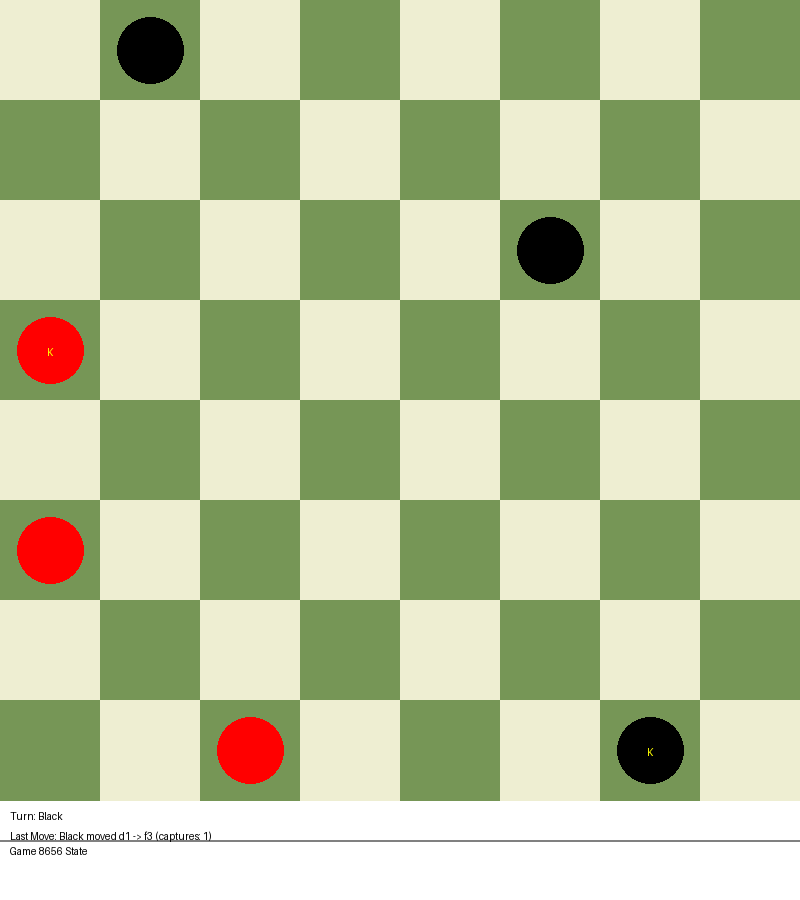 K
K
Turn: Black
Last Move: Black moved d1 -> f3 (captures: 1)
Game 8656 State